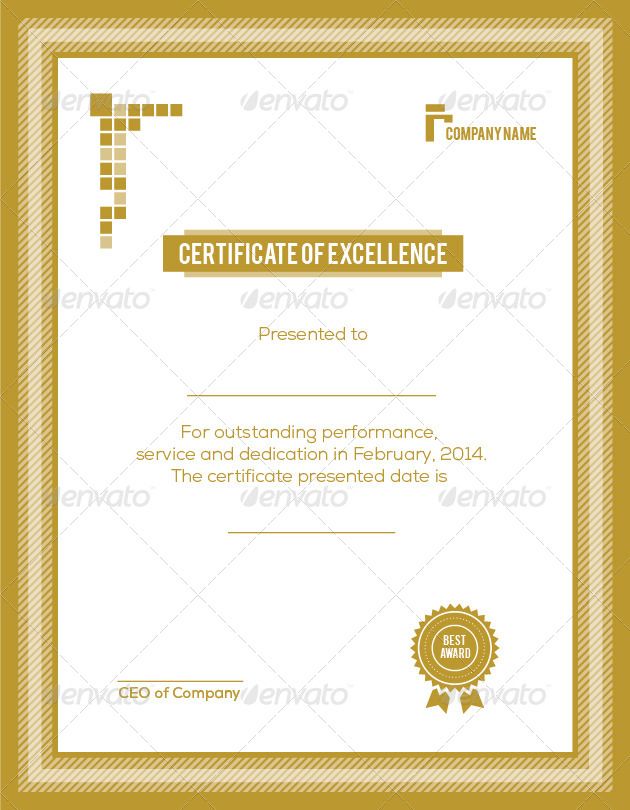 COMPANY NAME
CERTIFICATE OF EXCELLENCE
Presented to
For outstanding performance,
service and dedication in February, 2014.
The certificate presented date is
BEST
AWARD
CEO of Company
envato
envato
envato
envato
envato
envato
envato
envato
envato
envato
envato
envato